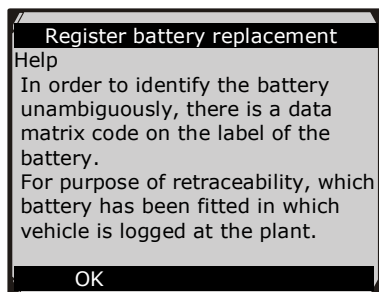 Register battery replacement
Help
In order to identify the battery
unambiguously, there is a data
matrix code on the label of the
battery.
For purpose of retraceability, which
battery has been fitted in which
vehicle is logged at the plant.
OK